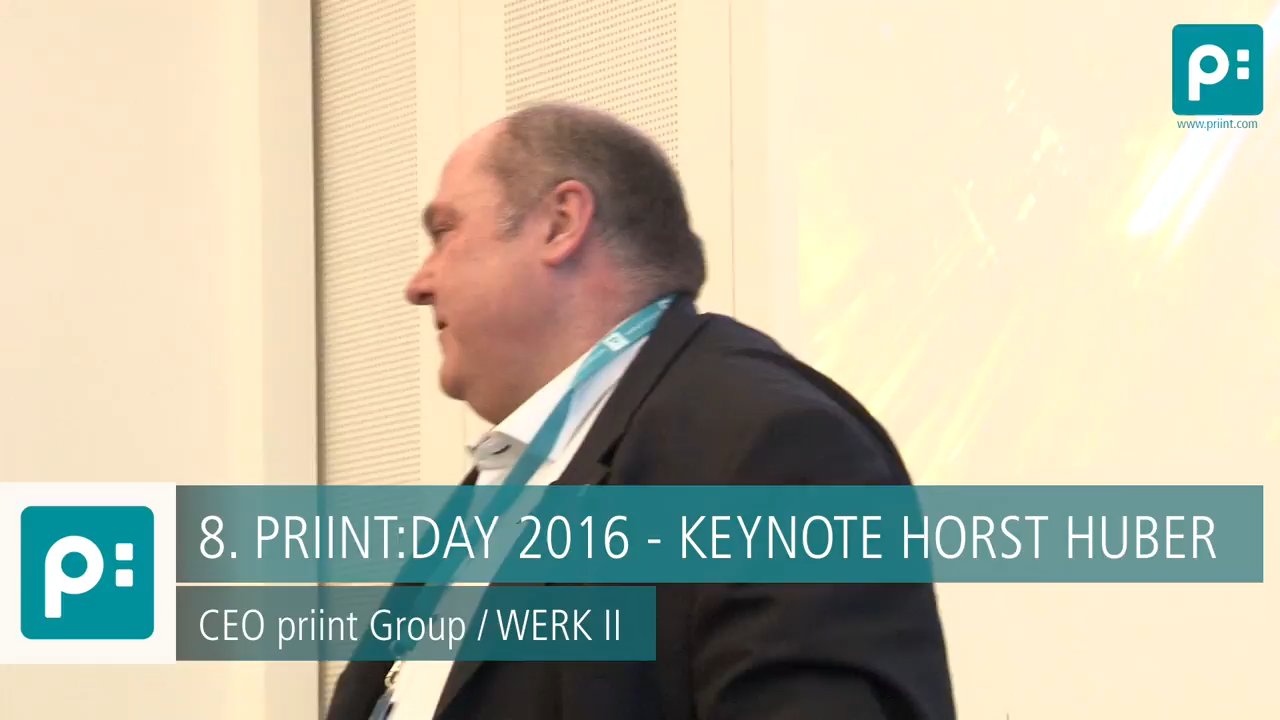 p:
www.priint.com
8. PRIINT:DAY 2016 - KEYNOTE HORST HUBER
p:
CEO priint Group / WERK II